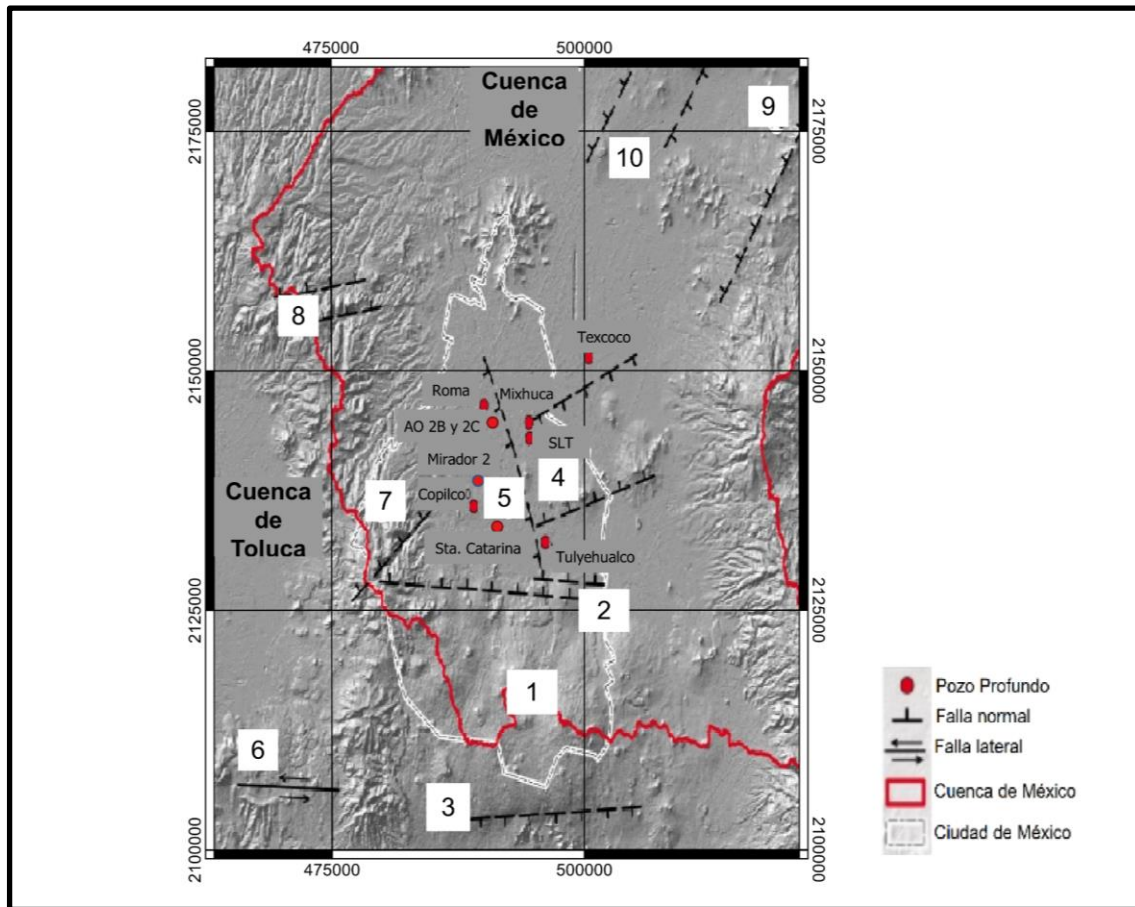 475000
500000
Cuenca
de
México
9
2175000
2175000
10
8
Texcoco
2150000
2150000
Roma
Mixhuca
AO 2B y 2C
SLT
Mirador 2
4
Cuenca
de
Toluca
7
Copilco
5
Sta. Catarina
Tulyehualco
2125000
2125000
2
1
6
3
2100000
2100000
475000
500000
Pozo Profundo
Falla normal
Falla lateral
Cuenca de México
Ciudad de México